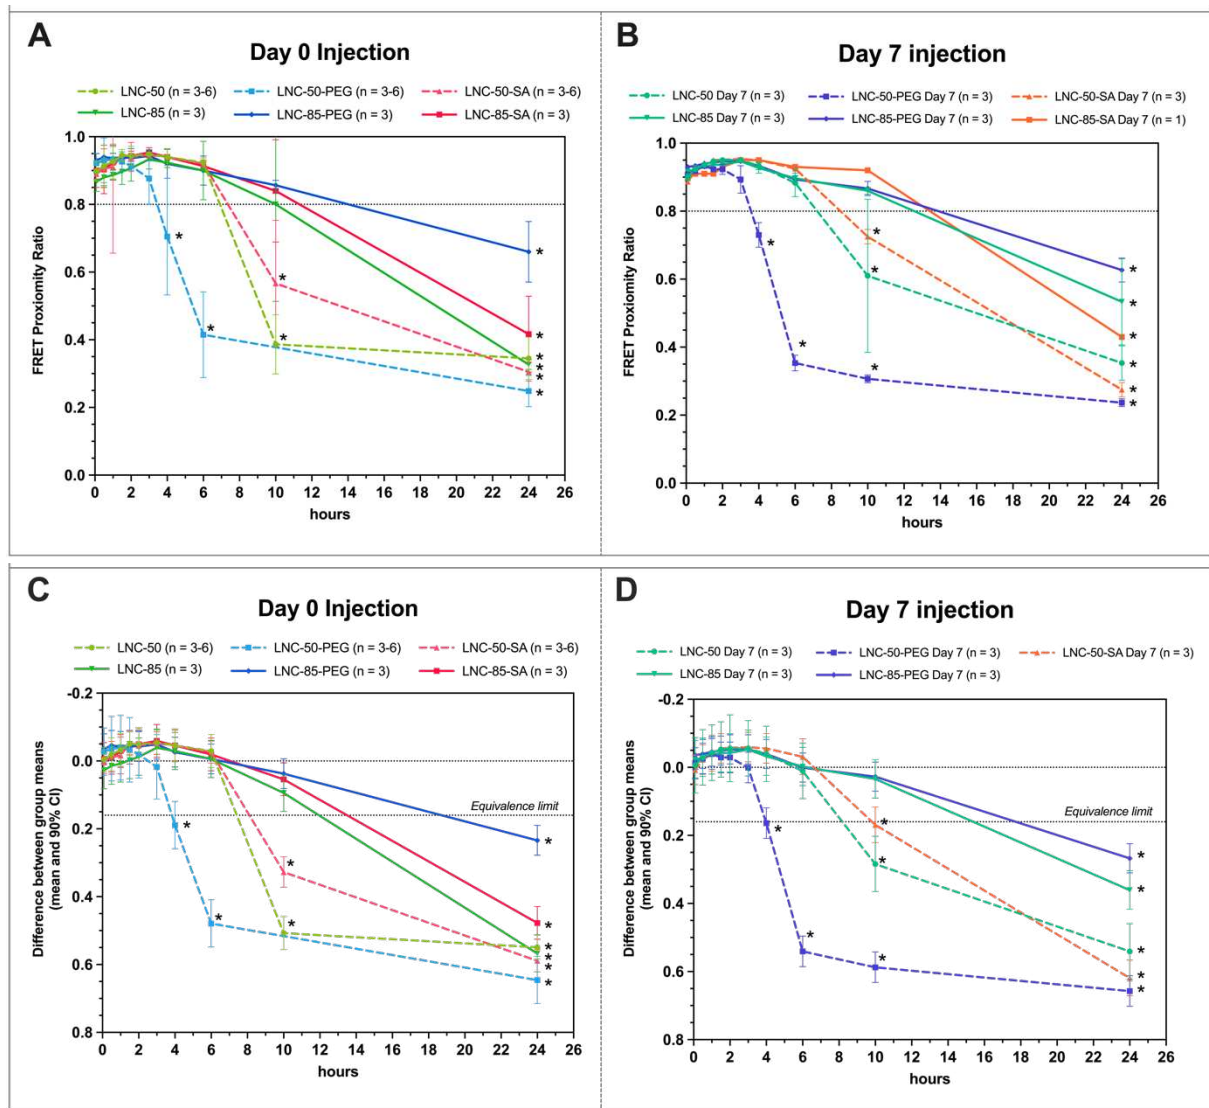 A
Day 0 Injection
LNC-50 (n = 3-6) LNC-50-PEG (n = 3-6) LNC-50-SA (n = 3-6)
LNC-85 (n = 3) LNC-85-PEG (n = 3) LNC-85-SA (n = 3)
FRET Proxiomity Ratio
1.0
0.8
0.6
0.4
0.2
0.0
* * * * * * * * *
0 2 4 6 8 10 12 14 16 18 20 22 24 26
hours
B
Day 7 injection
LNC-50 Day 7 (n = 3) LNC-50-PEG Day 7 (n = 3) LNC-50-SA Day 7 (n = 3)
LNC-85 Day 7 (n = 3) LNC-85-PEG Day 7 (n = 3) LNC-85-SA Day 7 (n = 1)
FRET Proxiomity Ratio
1.0
0.8
0.6
0.4
0.2
0.0
* * * * * * * * * * *
0 2 4 6 8 10 12 14 16 18 20 22 24 26
hours
C
Day 0 Injection
LNC-50 (n = 3-6) LNC-50-PEG (n = 3-6) LNC-50-SA (n = 3-6)
LNC-85 (n = 3) LNC-85-PEG (n = 3) LNC-85-SA (n = 3)
Difference between group means
(mean and 90% CI)
-0.2
0.0
Equivalence limit
0.2
0.4
0.6
0.8
* * * * * * * * * *
0 2 4 6 8 10 12 14 16 18 20 22 24 26
hours
D
Day 7 injection
LNC-50 Day 7 (n = 3) LNC-50-PEG Day 7 (n = 3) LNC-50-SA Day 7 (n = 3)
LNC-85 Day 7 (n = 3) LNC-85-PEG Day 7 (n = 3)
Difference between group means
(mean and 90% CI)
-0.2
0.0
Equivalence limit
0.2
0.4
0.6
0.8
* * * * * * * * * *
0 2 4 6 8 10 12 14 16 18 20 22 24 26
hours